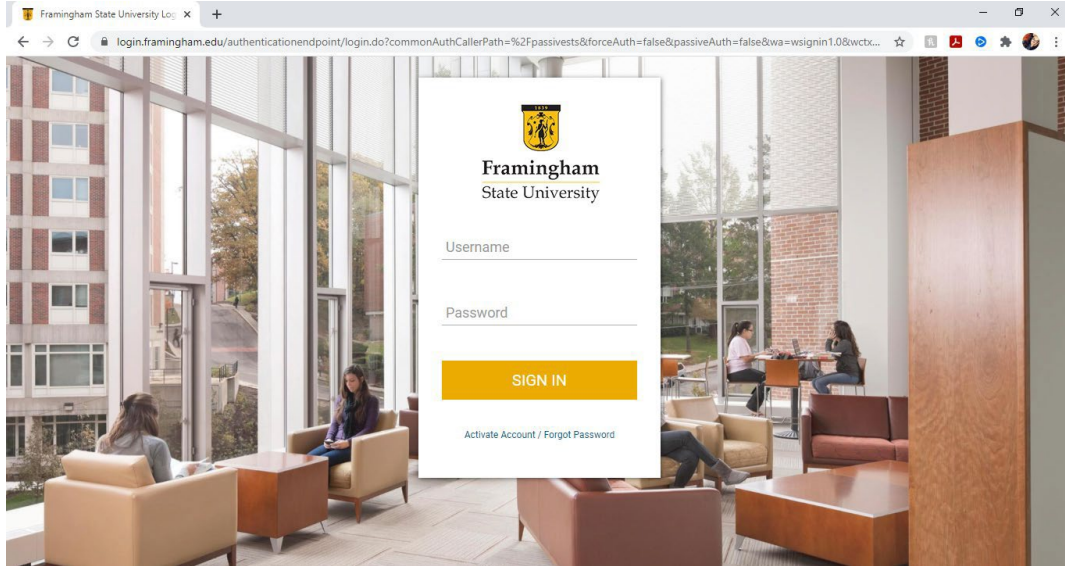 Framingham State University Log
login.framingham.edu/authenticationendpoint/login.do?commonAuthCallerPath=%2Fpassivests&forceAuth=false&passiveAuth=false&wa=wsignin1.0&wctx...
1839
Framingham
State University
Username
Password
SIGN IN
Activate Account / Forgot Password